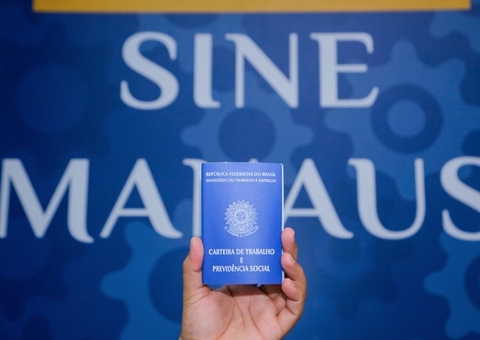 SINE
MANAUS
REPÚBLICA FEDERATIVA DO BRASIL
MINISTÉRIO DO TRABALHO E EMPREGO
CARTEIRA DE TRABALHO
E
PREVIDÊNCIA SOCIAL